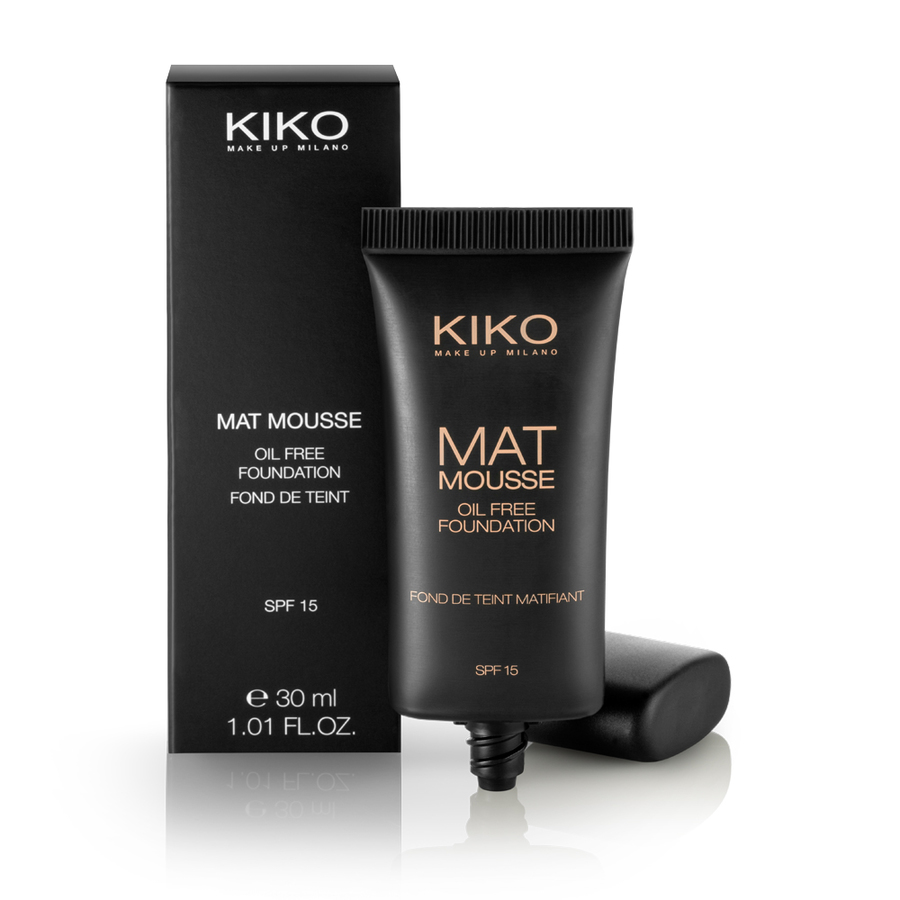 KIKO
MAKE UP MILANO
MAT MOUSSE
OIL FREE
FOUNDATION
FOND DE TEINT
SPF 15
℮ 30 ml
1.01 FL.OZ.
KIKO
MAKE UP MILANO
MAT
MOUSSE
OIL FREE
FOUNDATION
FOND DE TEINT MATIFIANT
SPF 15